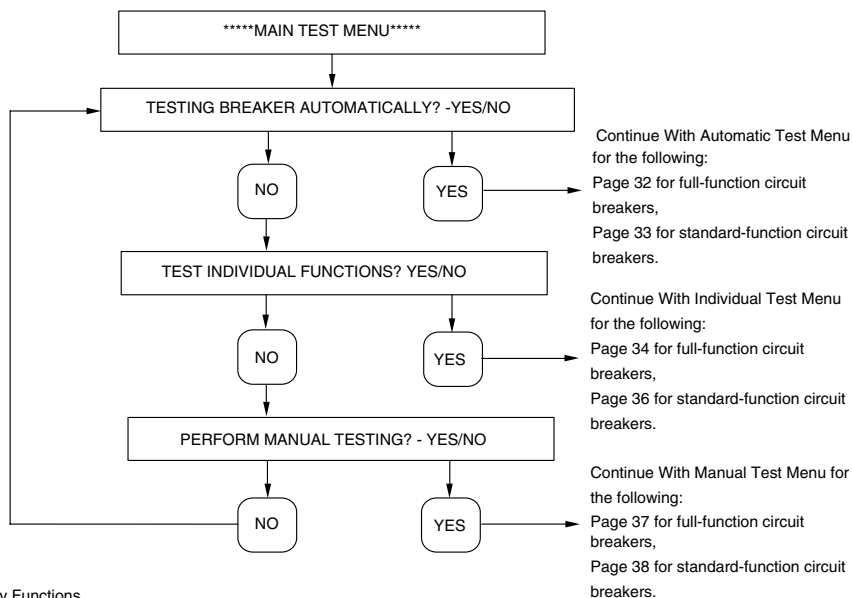 *****MAIN TEST MENU*****
TESTING BREAKER AUTOMATICALLY? -YES/NO
NO
YES
Continue With Automatic Test Menu
for the following:
Page 32 for full-function circuit
breakers,
Page 33 for standard-function circuit
breakers.
TEST INDIVIDUAL FUNCTIONS? YES/NO
NO
YES
Continue With Individual Test Menu
for the following:
Page 34 for full-function circuit
breakers,
Page 36 for standard-function circuit
breakers.
PERFORM MANUAL TESTING? - YES/NO
NO
YES
Continue With Manual Test Menu for
the following:
Page 37 for full-function circuit
breakers,
Page 38 for standard-function circuit
breakers.
y Functions